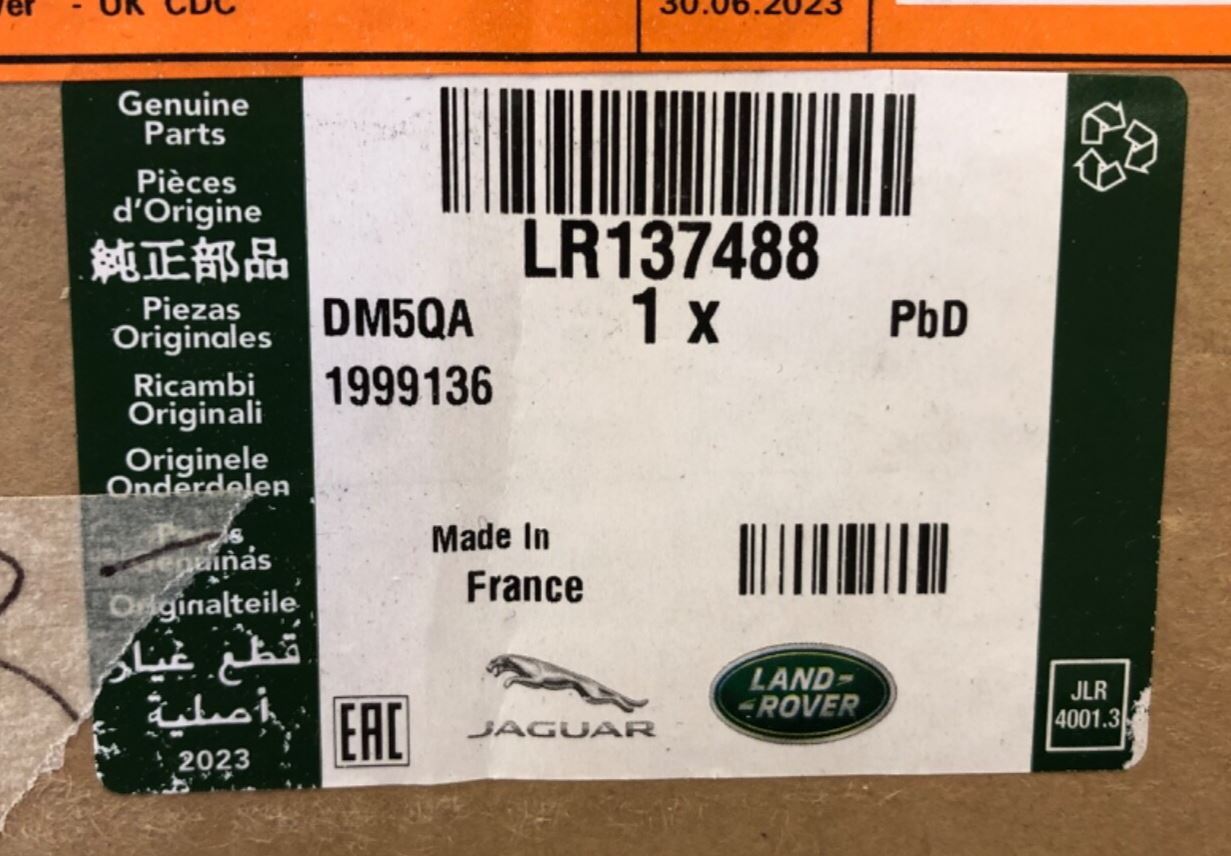 - UK CDC
30.06.2023
Genuine
Parts
Pièces
d'Origine
純正部品
Piezas
Originales
Ricambi
Originali
Originele
Onderdelen
Originalteile
قطع غيار
أصلية
2023
LR137488
DM5QA 1 x PbD
1999136
Made In
France
EAC
JAGUAR
LAND-
-ROVER
JLR
4001.3